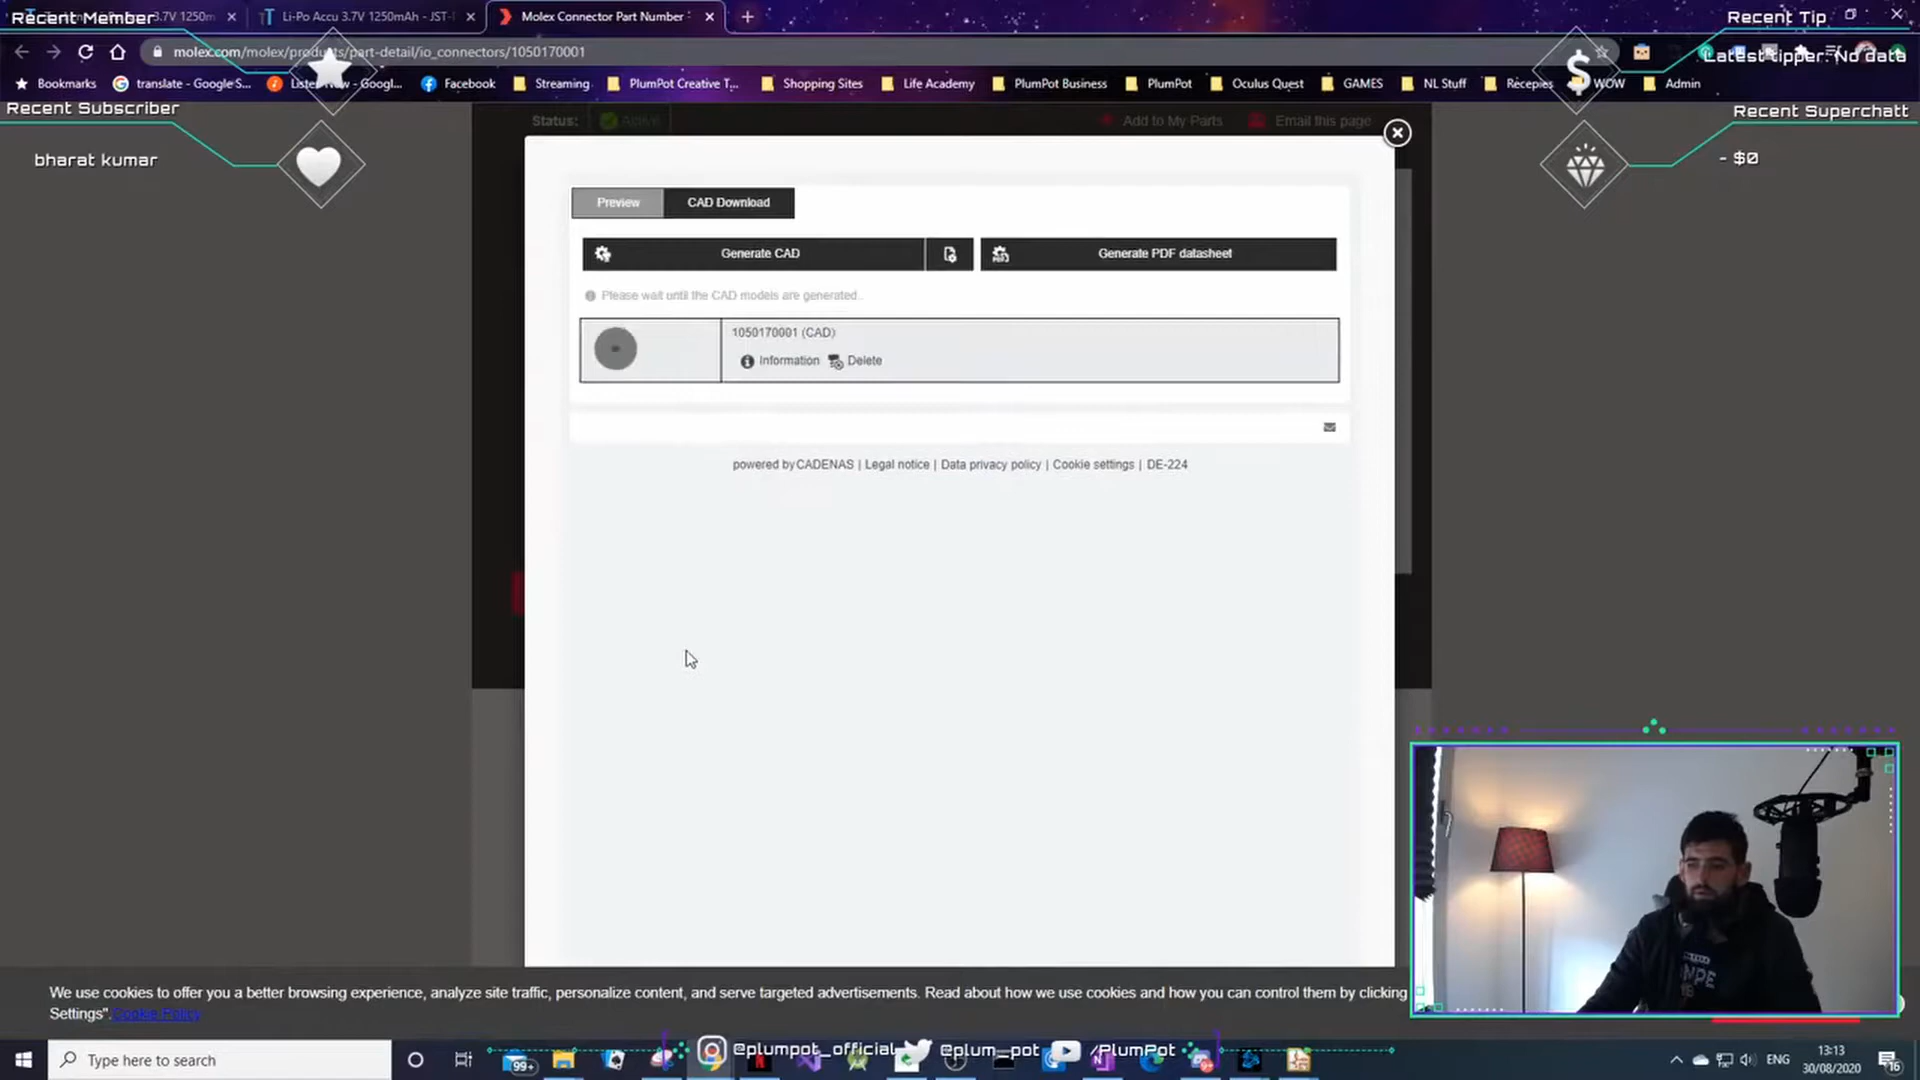 Recent Member
Li-Po Accu 3.7V 1250mAh - JST-
Molex Connector Part Number
Recent Tip
molex.com/molex/products/part-detail/io_connectors/1050170001
Latest tipper: No data
Bookmarks
translate - Google S...
Facebook
Streaming
PlumPot Creative T...
Shopping Sites
Life Academy
PlumPot Business
PlumPot
Oculus Quest
GAMES
NL Stuff
Recepies
WOW
Admin
Recent Subscriber
Recent Superchatt
bharat kumar
- $0
Status:
Active
Add to My Parts
Email this page
Preview
CAD Download
Generate CAD
Generate PDF datasheet
Please wait until the CAD models are generated..
1050170001 (CAD)
Information
Delete
powered by CADENAS | Legal notice | Data privacy policy | Cookie settings | DE-224
We use cookies to offer you a better browsing experience, analyze site traffic, personalize content, and serve targeted advertisements. Read about how we use cookies and how you can control them by clicking
Settings". Cookie Policy
Type here to search
99+
@plumpot_official
@plum_pot
/PlumPot
ENG
13:13
30/08/2020
16